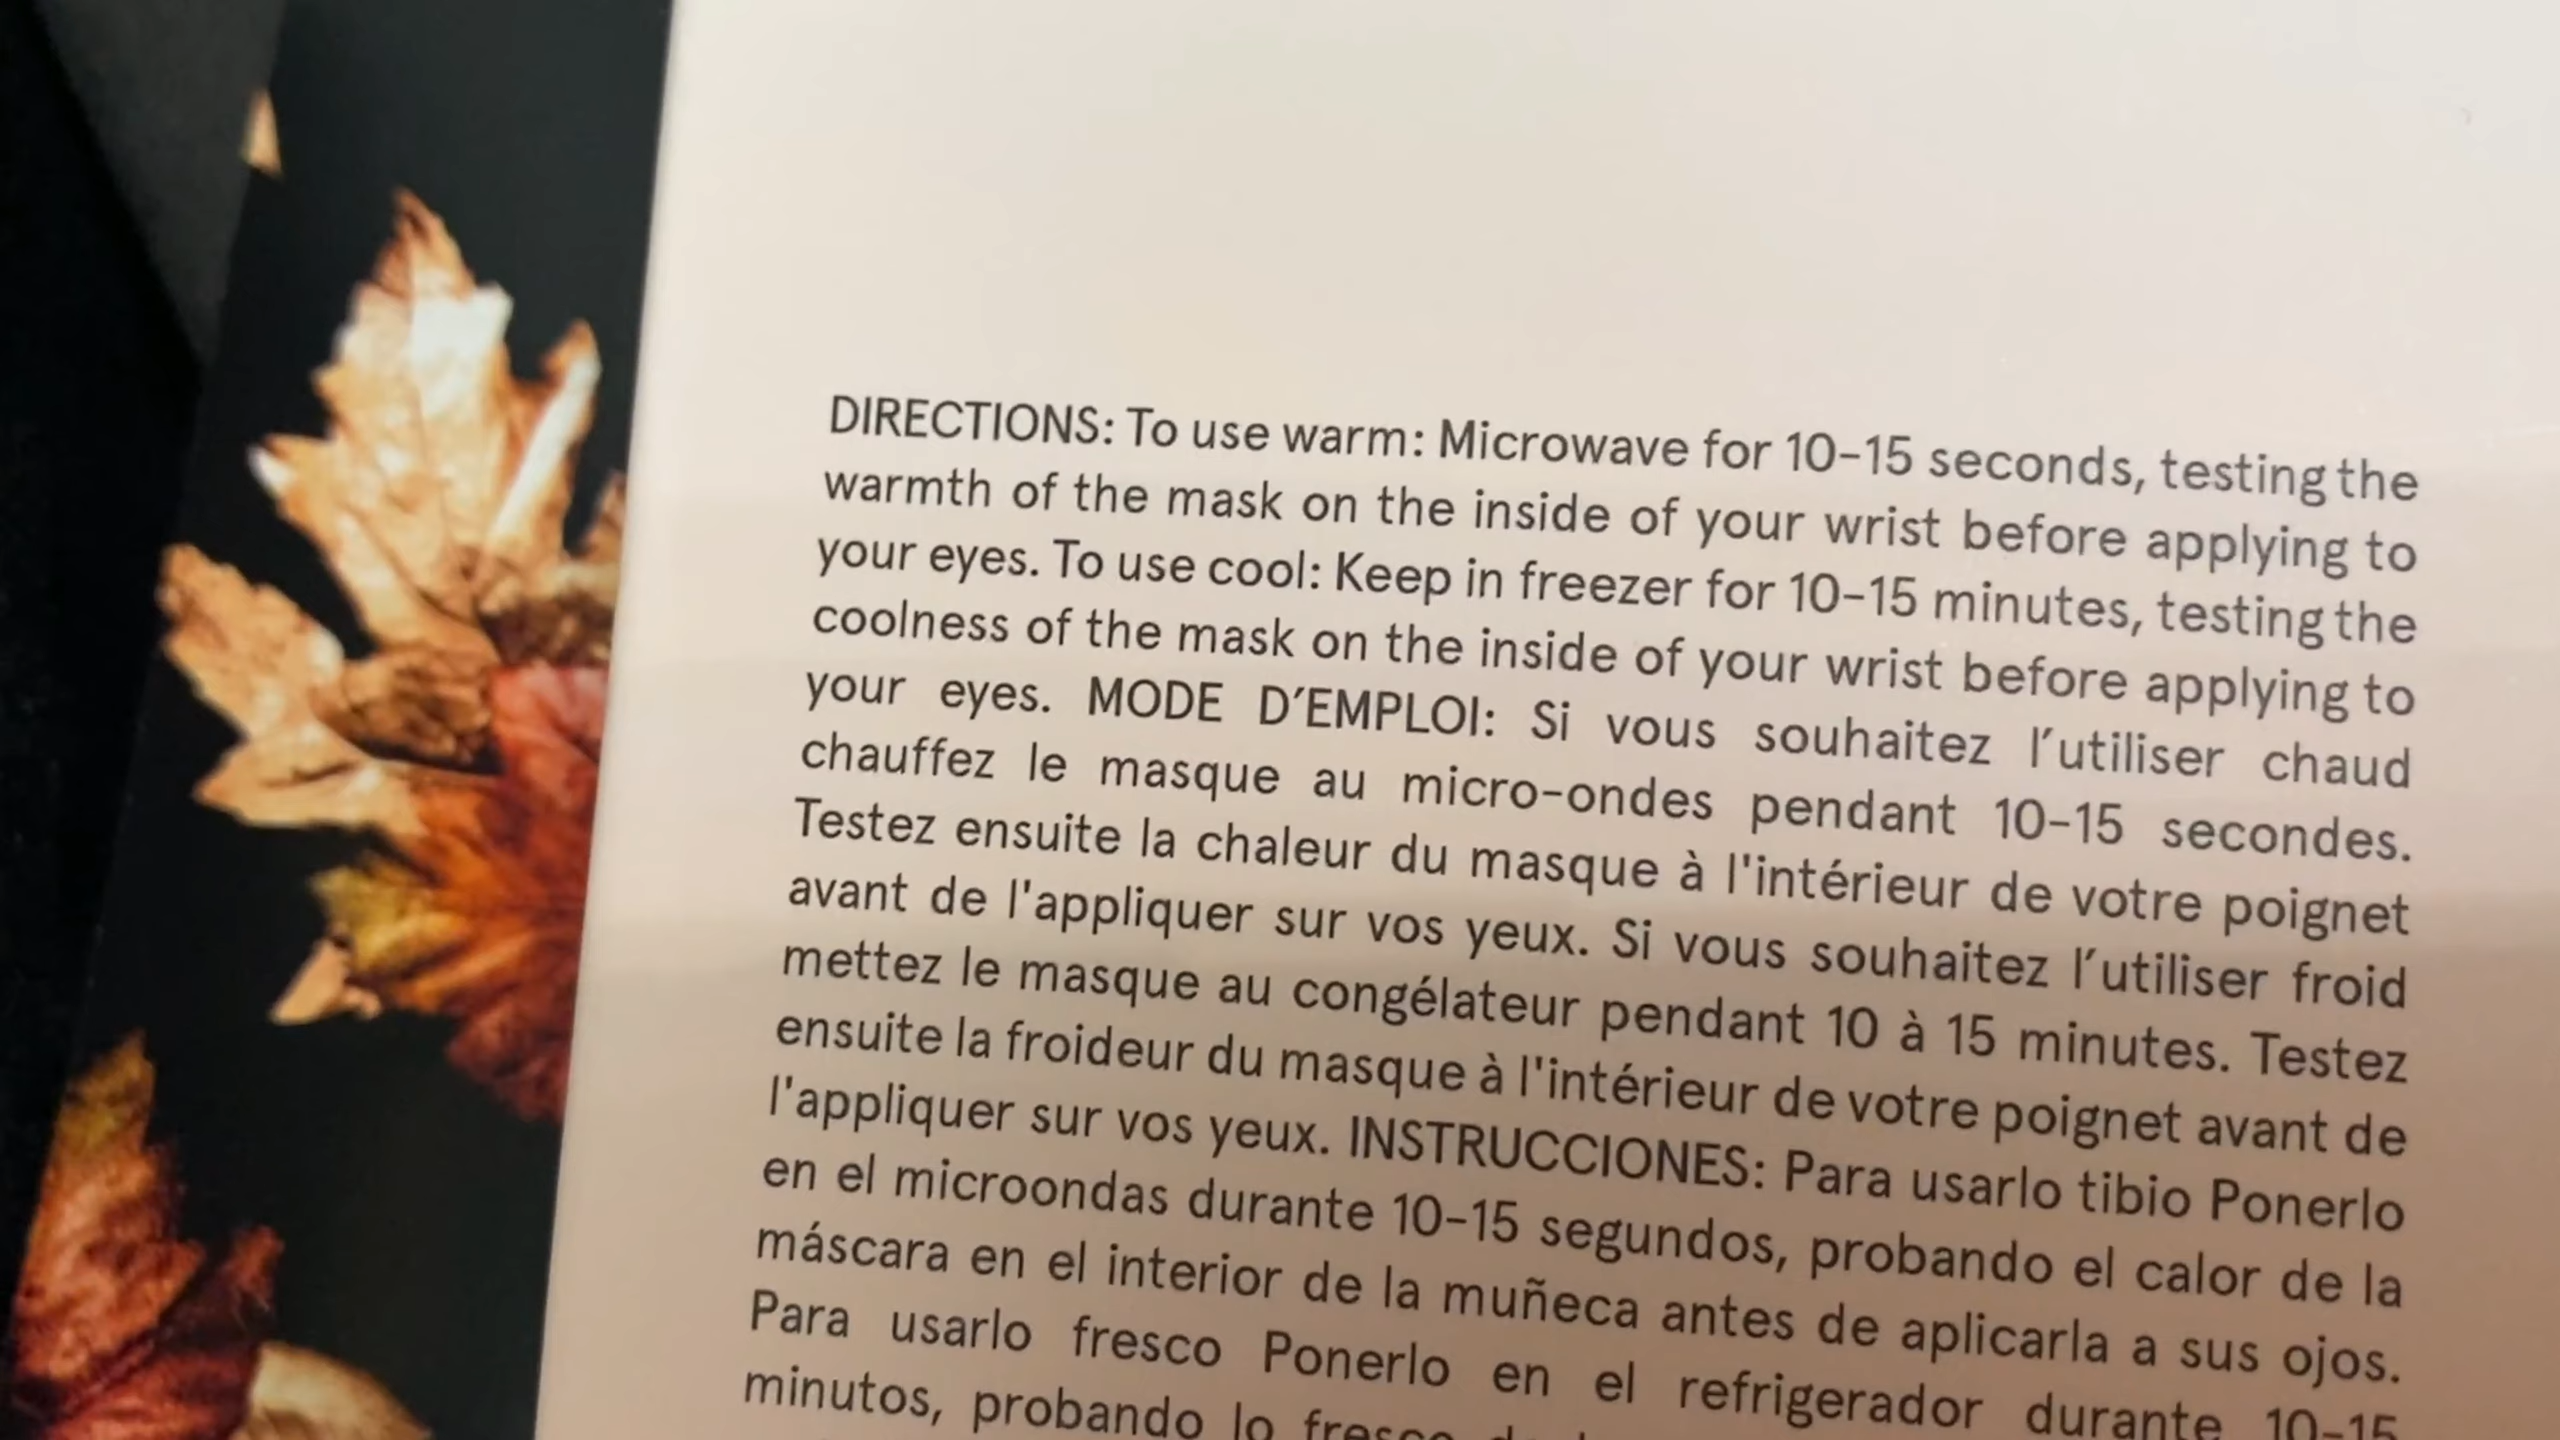 DIRECTIONS: To use warm: Microwave for 10-15 seconds, testing the
warmth of the mask on the inside of your wrist before applying to
your eyes. To use cool: Keep in freezer for 10-15 minutes, testing the
coolness of the mask on the inside of your wrist before applying to
your eyes. MODE D’EMPLOI: Si vous souhaitez l’utiliser chaud
chauffez le masque au micro-ondes pendant 10-15 secondes.
Testez ensuite la chaleur du masque à l'intérieur de votre poignet
avant de l'appliquer sur vos yeux. Si vous souhaitez l’utiliser froid
mettez le masque au congélateur pendant 10 à 15 minutes. Testez
ensuite la froideur du masque à l'intérieur de votre poignet avant de
l'appliquer sur vos yeux. INSTRUCCIONES: Para usarlo tibio Ponerlo
en el microondas durante 10-15 segundos, probando el calor de la
máscara en el interior de la muñeca antes de aplicarla a sus ojos.
Para usarlo fresco Ponerlo en el refrigerador durante 10-15
minutos, probando lo fresco